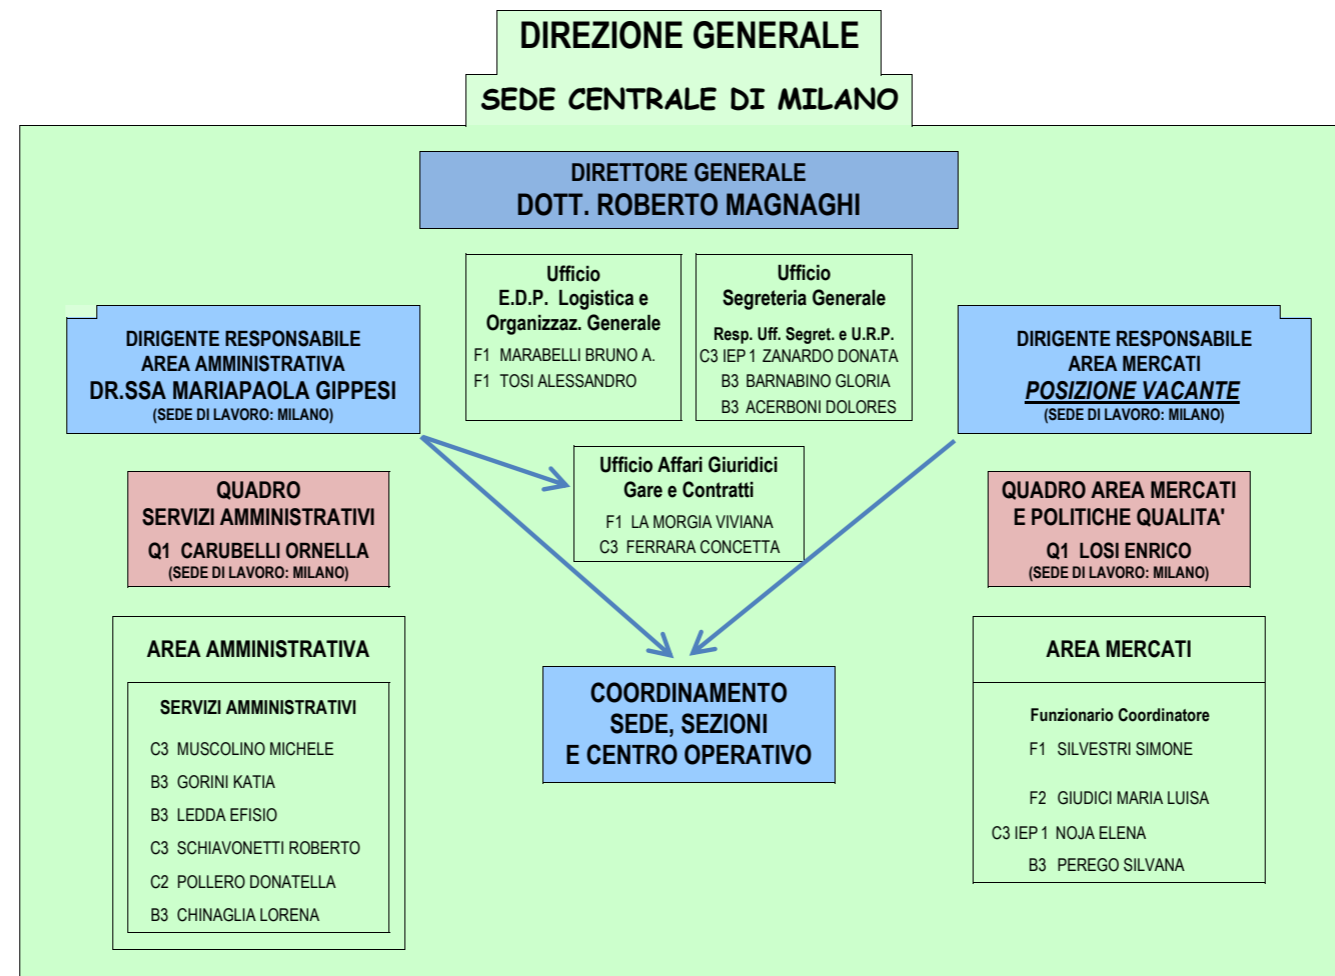 DIREZIONE GENERALE
SEDE CENTRALE DI MILANO
DIRETTORE GENERALE
DOTT. ROBERTO MAGNAGHI
Ufficio
E.D.P. Logistica e
Organizzaz. Generale
F1 MARABELLI BRUNO A.
F1 TOSI ALESSANDRO
Ufficio
Segreteria Generale
Resp. Uff. Segret. e U.R.P.
C3 IEP 1 ZANARDO DONATA
B3 BARNABINO GLORIA
B3 ACERBONI DOLORES
DIRIGENTE RESPONSABILE
AREA AMMINISTRATIVA
DR.SSA MARIAPAOLA GIPPESI
(SEDE DI LAVORO: MILANO)
DIRIGENTE RESPONSABILE
AREA MERCATI
POSIZIONE VACANTE
(SEDE DI LAVORO: MILANO)
Ufficio Affari Giuridici
Gare e Contratti
F1 LA MORGIA VIVIANA
C3 FERRARA CONCETTA
QUADRO
SERVIZI AMMINISTRATIVI
Q1 CARUBELLI ORNELLA
(SEDE DI LAVORO: MILANO)
QUADRO AREA MERCATI
E POLITICHE QUALITA'
Q1 LOSI ENRICO
(SEDE DI LAVORO: MILANO)
AREA AMMINISTRATIVA
SERVIZI AMMINISTRATIVI
C3 MUSCOLINO MICHELE
B3 GORINI KATIA
B3 LEDDA EFISIO
C3 SCHIAVONETTI ROBERTO
C2 POLLERO DONATELLA
B3 CHINAGLIA LORENA
COORDINAMENTO
SEDE, SEZIONI
E CENTRO OPERATIVO
AREA MERCATI
Funzionario Coordinatore
F1 SILVESTRI SIMONE
F2 GIUDICI MARIA LUISA
C3 IEP 1 NOJA ELENA
B3 PEREGO SILVANA